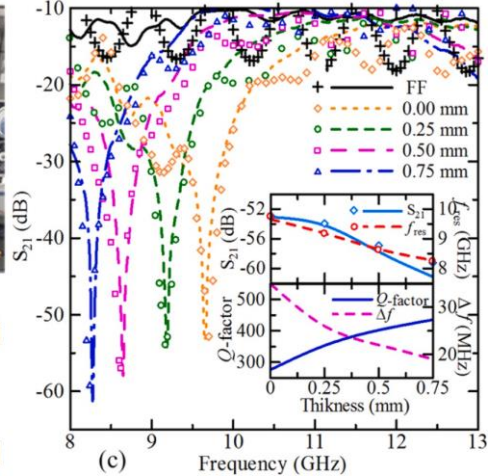 -10
-20
-30
-40
-50
-60
S21 (dB)
8 9 10 11 12 13
(c) Frequency (GHz)
FF
0.00 mm
0.25 mm
0.50 mm
0.75 mm
-52
-56
-60
S21 (dB)
S21
fres
10
9
8
fres (GHz)
500
400
300
Q-factor
Q-factor
Δf
30
20
Δf (MHz)
0 0.25 0.5 0.75
Thikness (mm)